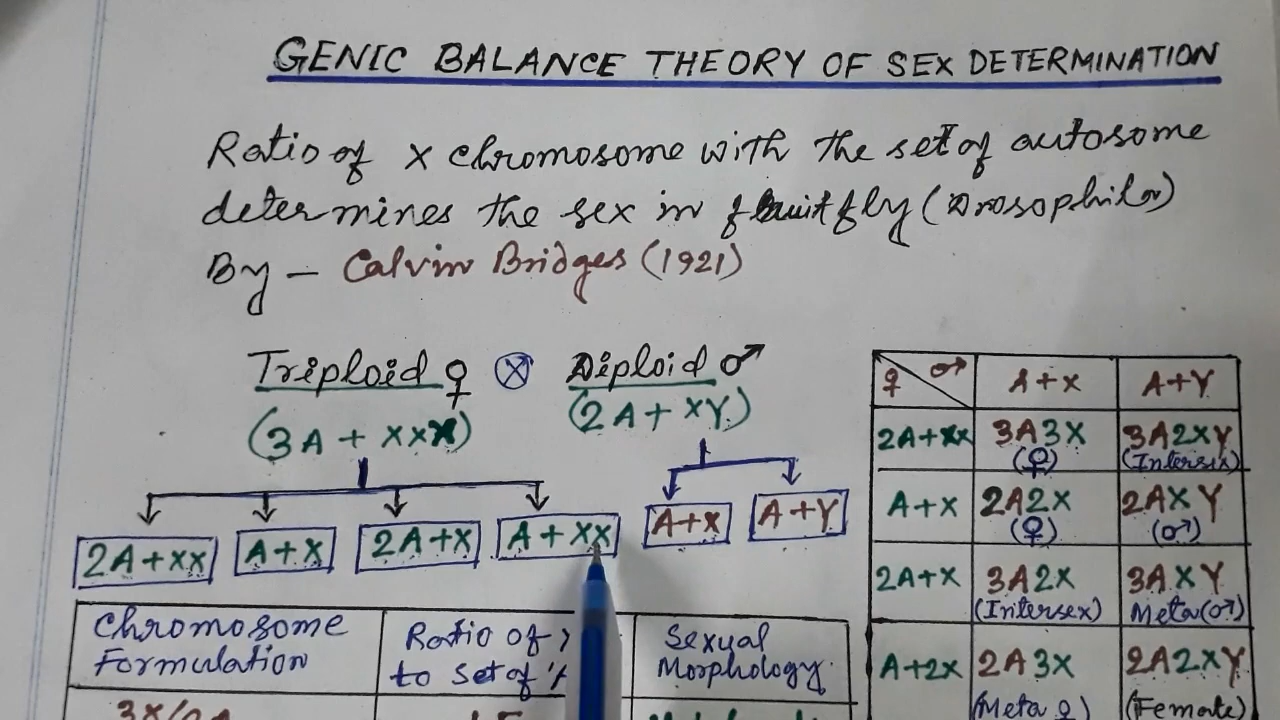 GENIC BALANCE THEORY OF SEX DETERMINATION
Ratio of x chromosome with the set of autosome
determines the sex in fruit fly (Drosophila)
By - Calvin Bridges (1921)
Triploid ♀ ⊗ Diploid ♂
(3A + XXX) (2A + XY)
2A+XX A+X 2A+X A+XX A+X A+Y
♀ ♂ A+X A+Y
2A+XX 3A3X 3A2XY
(♀) (Intersix)
A+X 2A2X 2AXY
(♀) (♂)
2A+X 3A2X 3AXY
(Intersex) Meta(♂)
A+2X 2A3X 2A2XY
(Meta ♀) (Female)
Chromosome Ratio of Sexual
Formulation to Set of Morphology